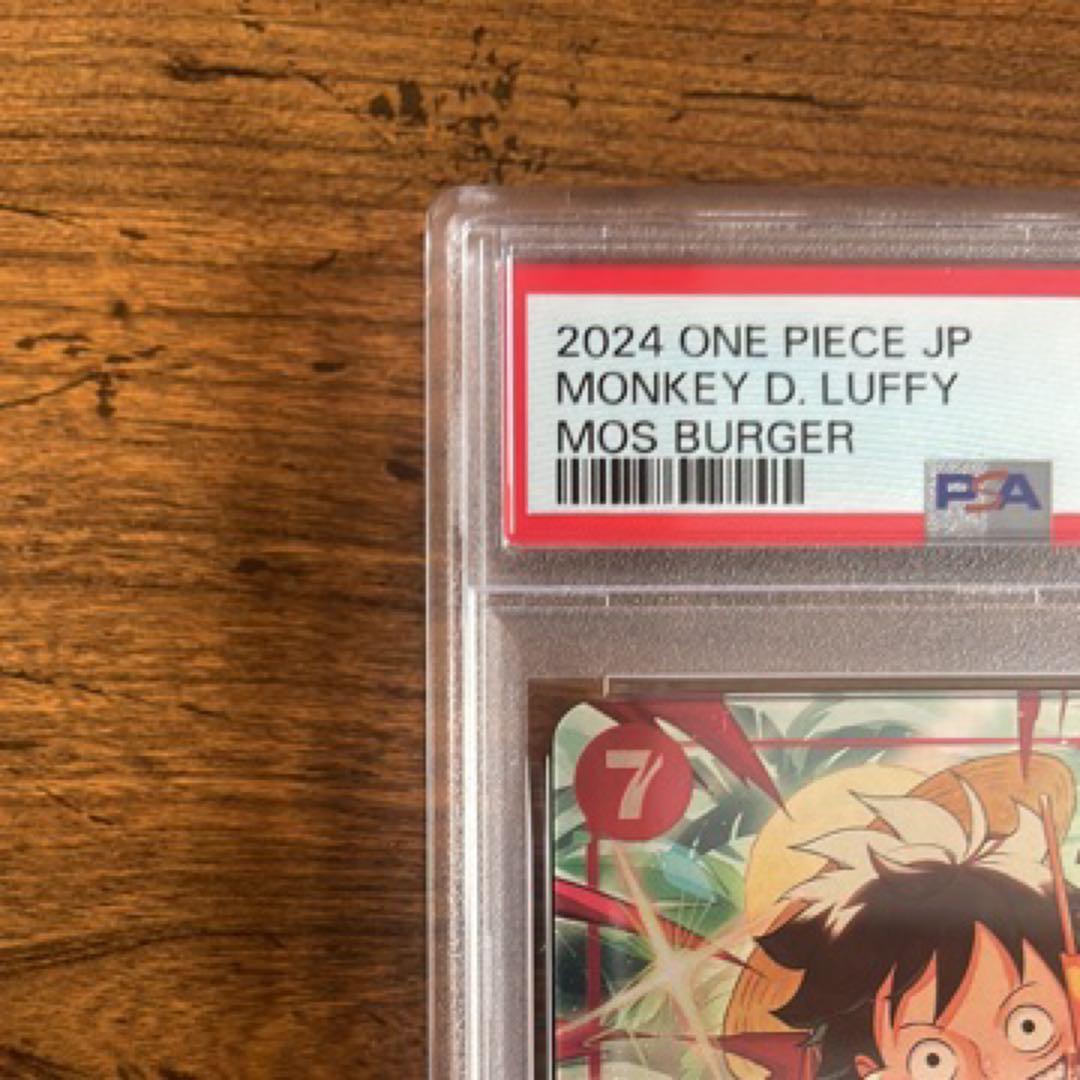 2024 ONE PIECE JP
MONKEY D. LUFFY
MOS BURGER
PSA
7